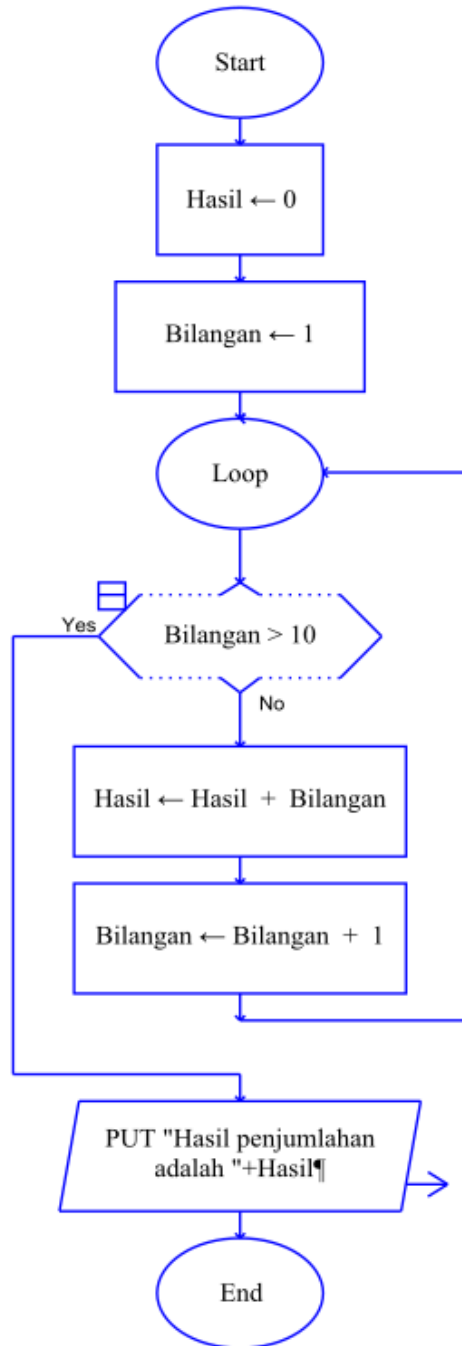 Start
Hasil ← 0
Bilangan ← 1
Loop
Yes
Bilangan > 10
No
Hasil ← Hasil + Bilangan
Bilangan ← Bilangan + 1
PUT "Hasil penjumlahan
adalah "+Hasil¶
End